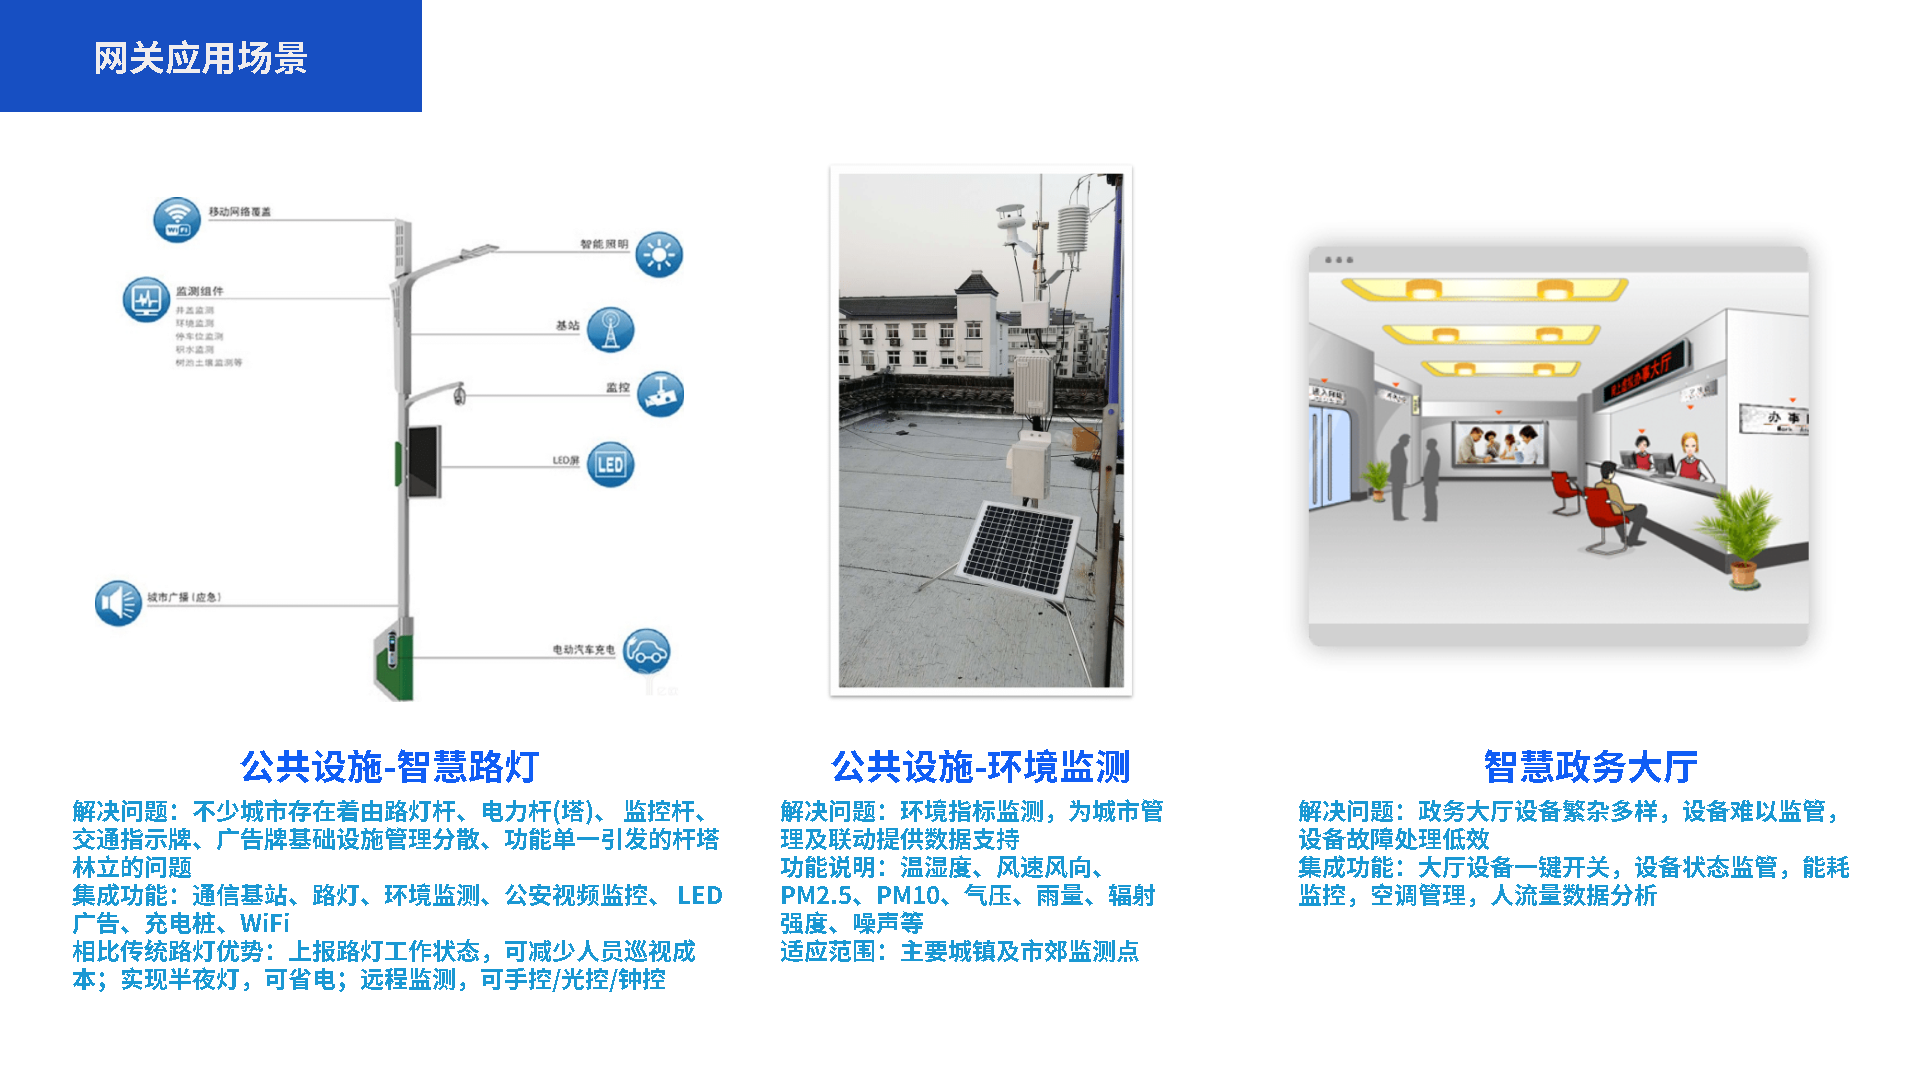 网关应用场景
移动网络覆盖
WiFi
智能照明
监测组件
井盖监测
环境监测
停车位监测
积水监测
树池土壤监测等
基站
监控
LED屏
LED
城市广播(应急)
电动汽车充电
办事大厅
办事
公共设施-智慧路灯
解决问题：不少城市存在着由路灯杆、电力杆(塔)、 监控杆、
交通指示牌、广告牌基础设施管理分散、功能单一引发的杆塔
林立的问题
集成功能：通信基站、路灯、环境监测、公安视频监控、 LED
广告、充电桩、WiFi
相比传统路灯优势：上报路灯工作状态，可减少人员巡视成
本；实现半夜灯，可省电；远程监测，可手控/光控/钟控
公共设施-环境监测
解决问题：环境指标监测，为城市管
理及联动提供数据支持
功能说明：温湿度、风速风向、
PM2.5、PM10、气压、雨量、辐射
强度、噪声等
适应范围：主要城镇及市郊监测点
智慧政务大厅
解决问题：政务大厅设备繁杂多样，设备难以监管，
设备故障处理低效
集成功能：大厅设备一键开关，设备状态监管，能耗
监控，空调管理，人流量数据分析